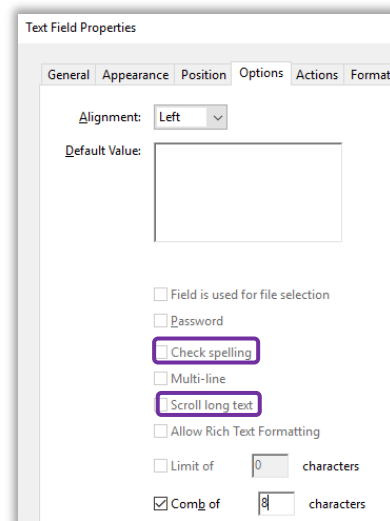 Text Field Properties
General Appearance Position Options Actions Format
Alignment: Left
Default Value:
Field is used for file selection
Password
Check spelling
Multi-line
Scroll long text
Allow Rich Text Formatting
Limit of 0 characters
Comb of 8 characters